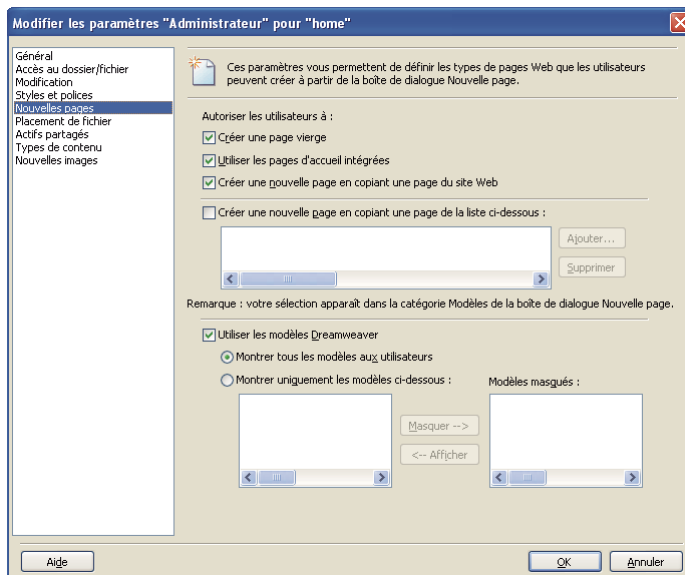 Modifier les paramètres "Administrateur" pour "home"
Général
Accès au dossier/fichier
Modification
Styles et polices
Nouvelles pages
Placement de fichier
Actifs partagés
Types de contenu
Nouvelles images
Ces paramètres vous permettent de définir les types de pages Web que les utilisateurs
peuvent créer à partir de la boîte de dialogue Nouvelle page.
Autoriser les utilisateurs à :
Créer une page vierge
Utiliser les pages d'accueil intégrées
Créer une nouvelle page en copiant une page du site Web
Créer une nouvelle page en copiant une page de la liste ci-dessous :
Ajouter...
Supprimer
Remarque : votre sélection apparaît dans la catégorie Modèles de la boîte de dialogue Nouvelle page.
Utiliser les modèles Dreamweaver
Montrer tous les modèles aux utilisateurs
Montrer uniquement les modèles ci-dessous :
Modèles masqués :
Masquer -->
<-- Afficher
Aide
OK
Annuler